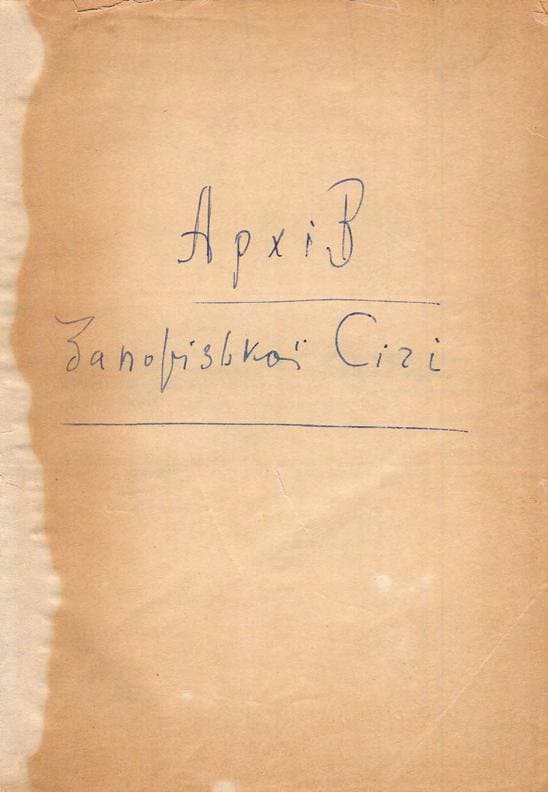 Архів
Запорізької Січі